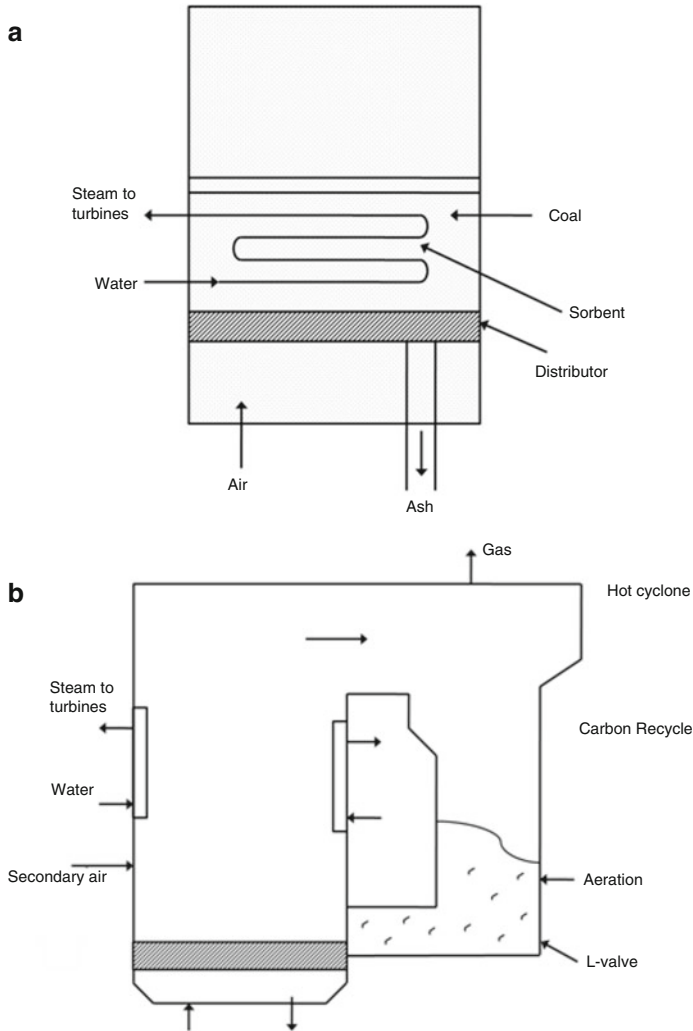 a
Steam to
turbines
Coal
Water
Sorbent
Distributor
Air
Ash
b
Gas
Hot cyclone
Steam to
turbines
Carbon Recycle
Water
Secondary air
Aeration
L-valve